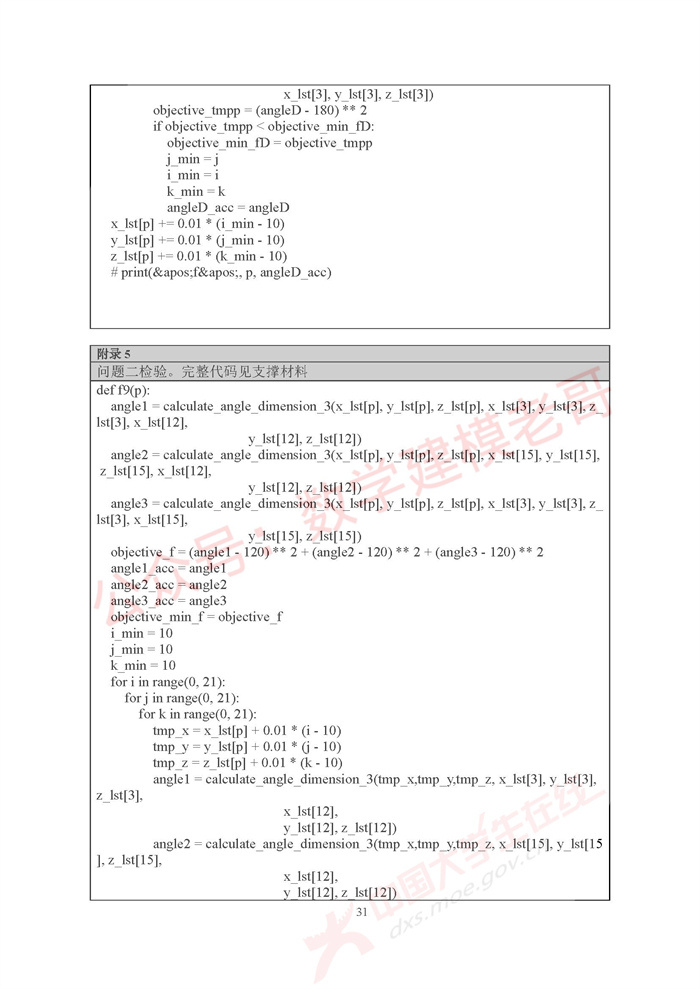 x_lst[3], y_lst[3], z_lst[3])
objective_tmpp = (angleD - 180) ** 2
if objective_tmpp < objective_min_fD:
objective_min_fD = objective_tmpp
j_min = j
i_min = i
k_min = k
angleD_acc = angleD
x_lst[p] += 0.01 * (i_min - 10)
y_lst[p] += 0.01 * (j_min - 10)
z_lst[p] += 0.01 * (k_min - 10)
# print(&apos;f&apos;, p, angleD_acc)
附录 5
问题二检验。完整代码见支撑材料
def f9(p):
angle1 = calculate_angle_dimension_3(x_lst[p], y_lst[p], z_lst[p], x_lst[3], y_lst[3], z_
lst[3], x_lst[12],
y_lst[12], z_lst[12])
angle2 = calculate_angle_dimension_3(x_lst[p], y_lst[p], z_lst[p], x_lst[15], y_lst[15],
z_lst[15], x_lst[12],
y_lst[12], z_lst[12])
angle3 = calculate_angle_dimension_3(x_lst[p], y_lst[p], z_lst[p], x_lst[3], y_lst[3], z_
lst[3], x_lst[15],
y_lst[15], z_lst[15])
objective_f = (angle1 - 120) ** 2 + (angle2 - 120) ** 2 + (angle3 - 120) ** 2
angle1_acc = angle1
angle2_acc = angle2
angle3_acc = angle3
objective_min_f = objective_f
i_min = 10
j_min = 10
k_min = 10
for i in range(0, 21):
for j in range(0, 21):
for k in range(0, 21):
tmp_x = x_lst[p] + 0.01 * (i - 10)
tmp_y = y_lst[p] + 0.01 * (j - 10)
tmp_z = z_lst[p] + 0.01 * (k - 10)
angle1 = calculate_angle_dimension_3(tmp_x,tmp_y,tmp_z, x_lst[3], y_lst[3],
z_lst[3],
x_lst[12],
y_lst[12], z_lst[12])
angle2 = calculate_angle_dimension_3(tmp_x,tmp_y,tmp_z, x_lst[15], y_lst[15
], z_lst[15],
x_lst[12],
y_lst[12], z_lst[12])
31
公众号：数学建模老哥
中国大学生在线
dxs.moe.gov.cn